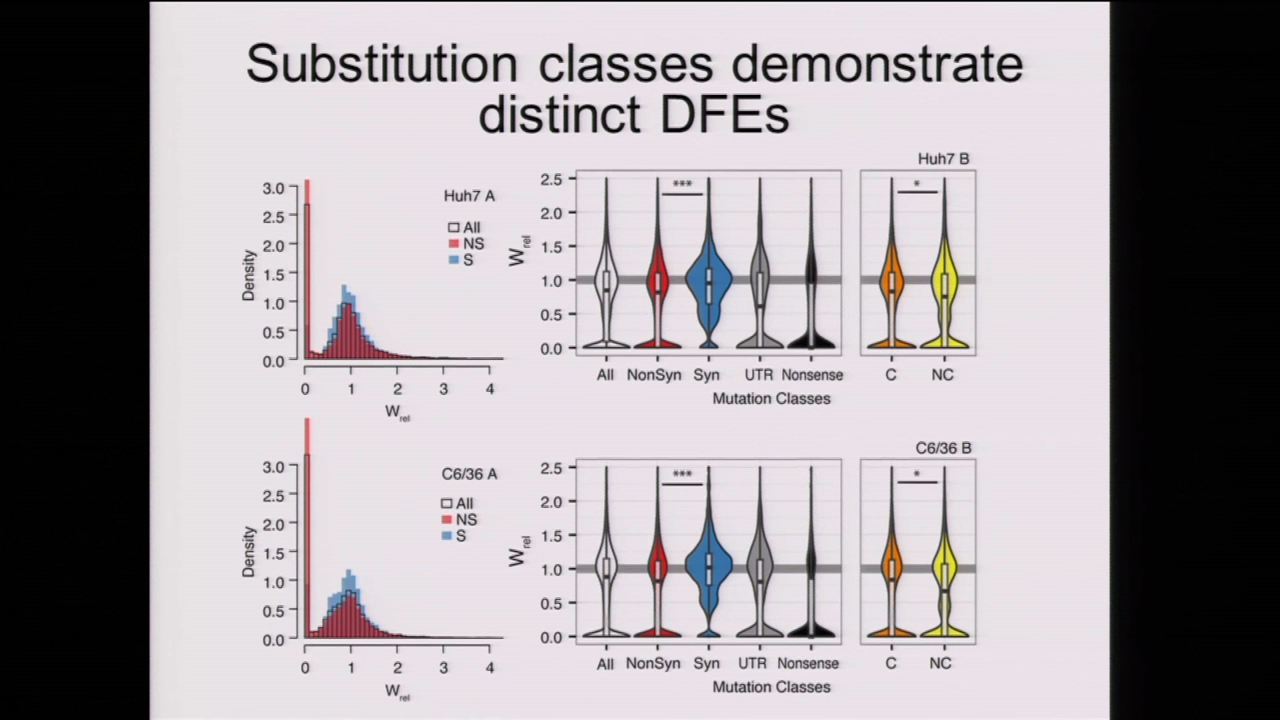 Substitution classes demonstrate
distinct DFEs
Huh7 A
All
NS
S
3.0
2.5
2.0
1.5
1.0
0.5
0.0
Density
0 1 2 3 4
Wrel
Huh7 B
***
*
2.5
2.0
1.5
1.0
0.5
0.0
Wrel
All NonSyn Syn UTR Nonsense C NC
Mutation Classes
C6/36 A
All
NS
S
3.0
2.5
2.0
1.5
1.0
0.5
0.0
Density
0 1 2 3 4
Wrel
C6/36 B
***
*
2.5
2.0
1.5
1.0
0.5
0.0
Wrel
All NonSyn Syn UTR Nonsense C NC
Mutation Classes